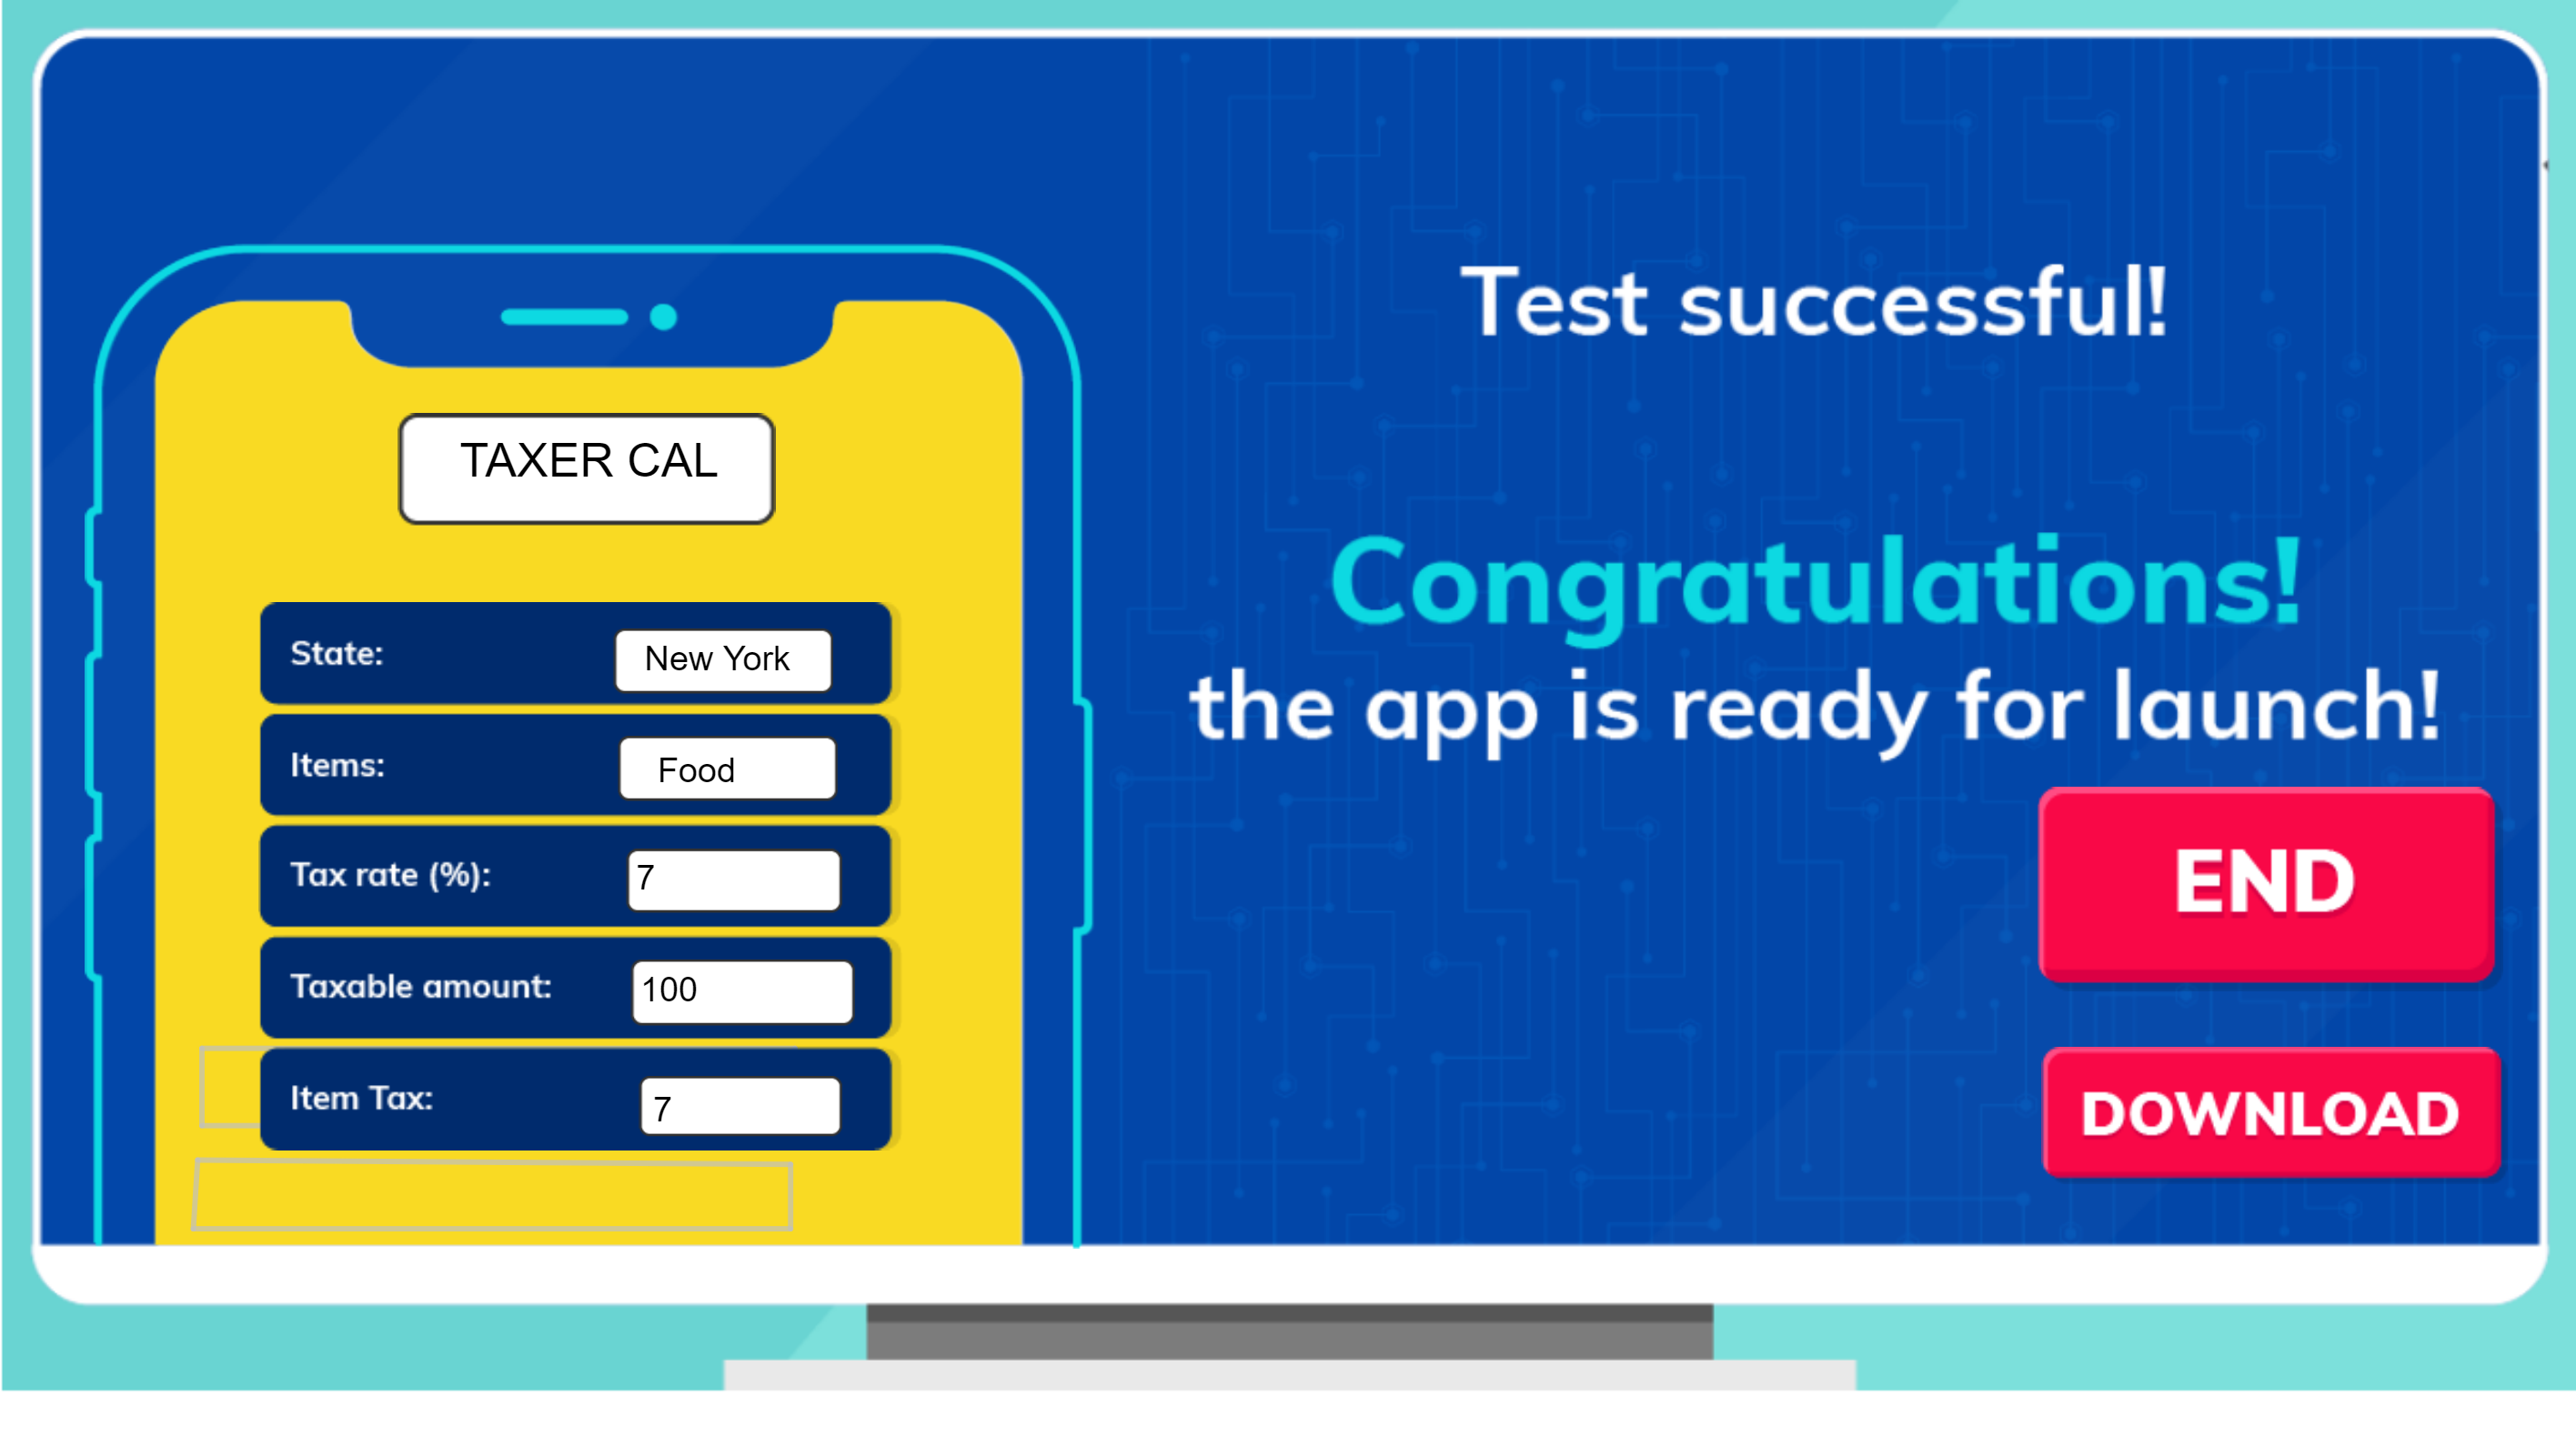 TAXER CAL
State: New York
Items: Food
Tax rate (%): 7
Taxable amount: 100
Item Tax: 7
Test successful!
Congratulations!
the app is ready for launch!
END
DOWNLOAD